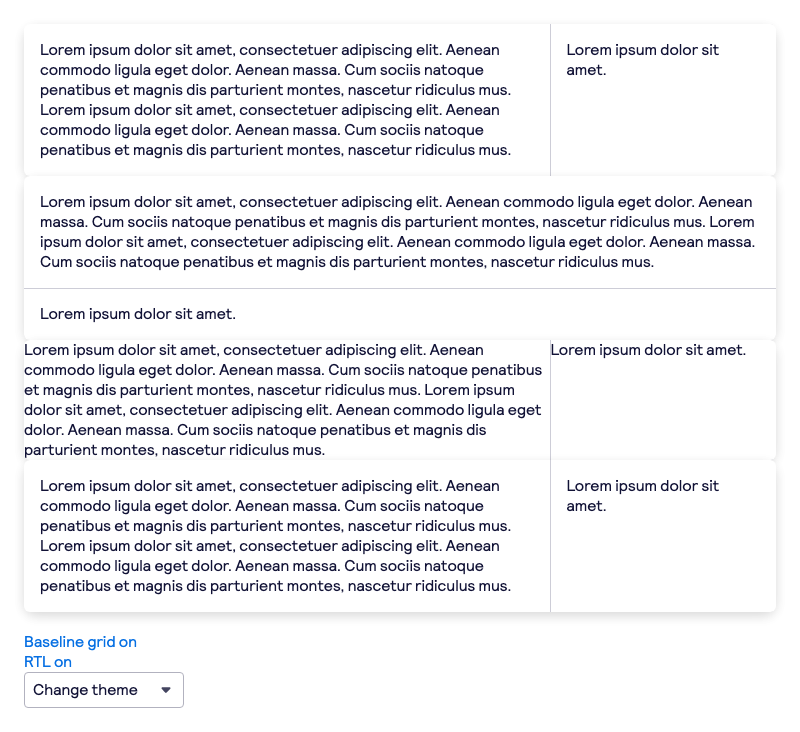 Lorem ipsum dolor sit amet, consectetuer adipiscing elit. Aenean
commodo ligula eget dolor. Aenean massa. Cum sociis natoque
penatibus et magnis dis parturient montes, nascetur ridiculus mus.
Lorem ipsum dolor sit amet, consectetuer adipiscing elit. Aenean
commodo ligula eget dolor. Aenean massa. Cum sociis natoque
penatibus et magnis dis parturient montes, nascetur ridiculus mus.
Lorem ipsum dolor sit
amet.
Lorem ipsum dolor sit amet, consectetuer adipiscing elit. Aenean commodo ligula eget dolor. Aenean
massa. Cum sociis natoque penatibus et magnis dis parturient montes, nascetur ridiculus mus. Lorem
ipsum dolor sit amet, consectetuer adipiscing elit. Aenean commodo ligula eget dolor. Aenean massa.
Cum sociis natoque penatibus et magnis dis parturient montes, nascetur ridiculus mus.
Lorem ipsum dolor sit amet.
Lorem ipsum dolor sit amet, consectetuer adipiscing elit. Aenean
commodo ligula eget dolor. Aenean massa. Cum sociis natoque penatibus
et magnis dis parturient montes, nascetur ridiculus mus. Lorem ipsum
dolor sit amet, consectetuer adipiscing elit. Aenean commodo ligula eget
dolor. Aenean massa. Cum sociis natoque penatibus et magnis dis
parturient montes, nascetur ridiculus mus.
Lorem ipsum dolor sit amet.
Lorem ipsum dolor sit amet, consectetuer adipiscing elit. Aenean
commodo ligula eget dolor. Aenean massa. Cum sociis natoque
penatibus et magnis dis parturient montes, nascetur ridiculus mus.
Lorem ipsum dolor sit amet, consectetuer adipiscing elit. Aenean
commodo ligula eget dolor. Aenean massa. Cum sociis natoque
penatibus et magnis dis parturient montes, nascetur ridiculus mus.
Lorem ipsum dolor sit
amet.
Baseline grid on
RTL on
Change theme